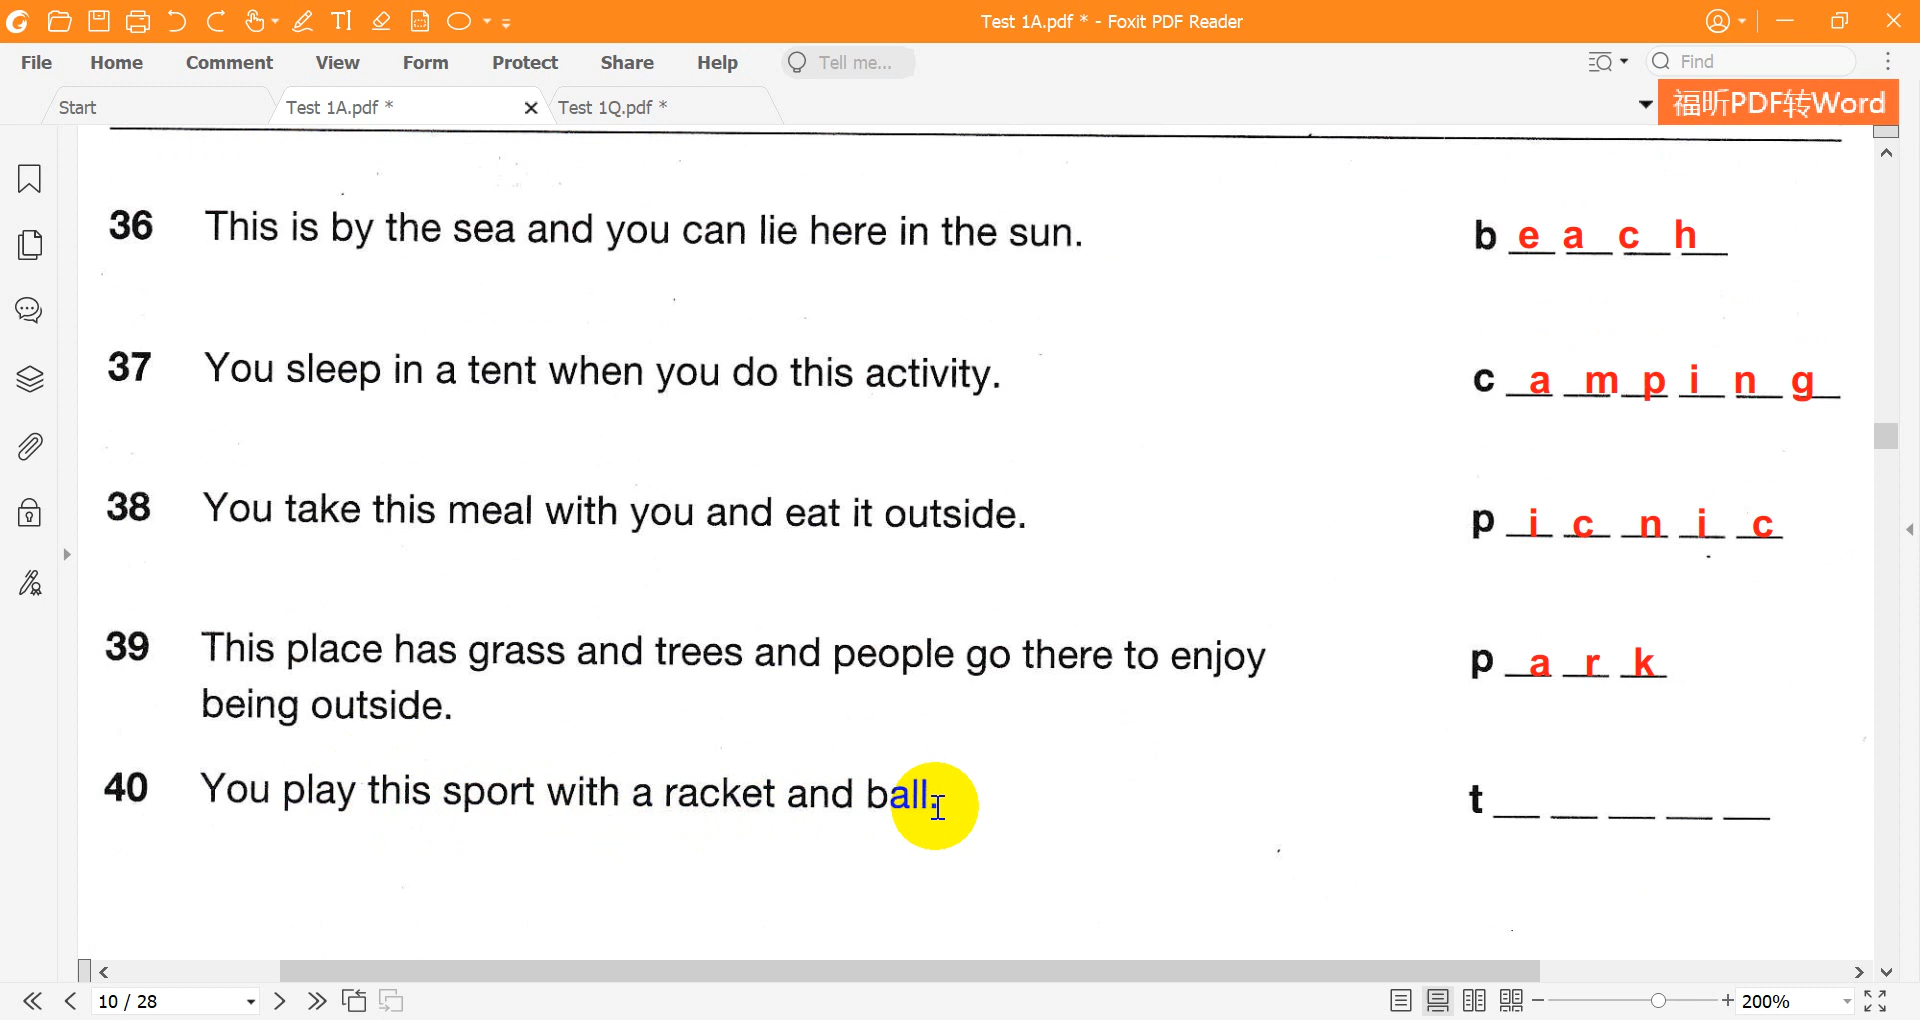 Test 1A.pdf * - Foxit PDF Reader
File Home Comment View Form Protect Share Help Tell me... Find
Start Test 1A.pdf * Test 1Q.pdf * 福昕PDF转Word
36 This is by the sea and you can lie here in the sun. b e a c h
37 You sleep in a tent when you do this activity. c a m p i n g
38 You take this meal with you and eat it outside. p i c n i c
39 This place has grass and trees and people go there to enjoy p a r k
being outside.
40 You play this sport with a racket and ball. t _ _ _ _ _
10 / 28 200%